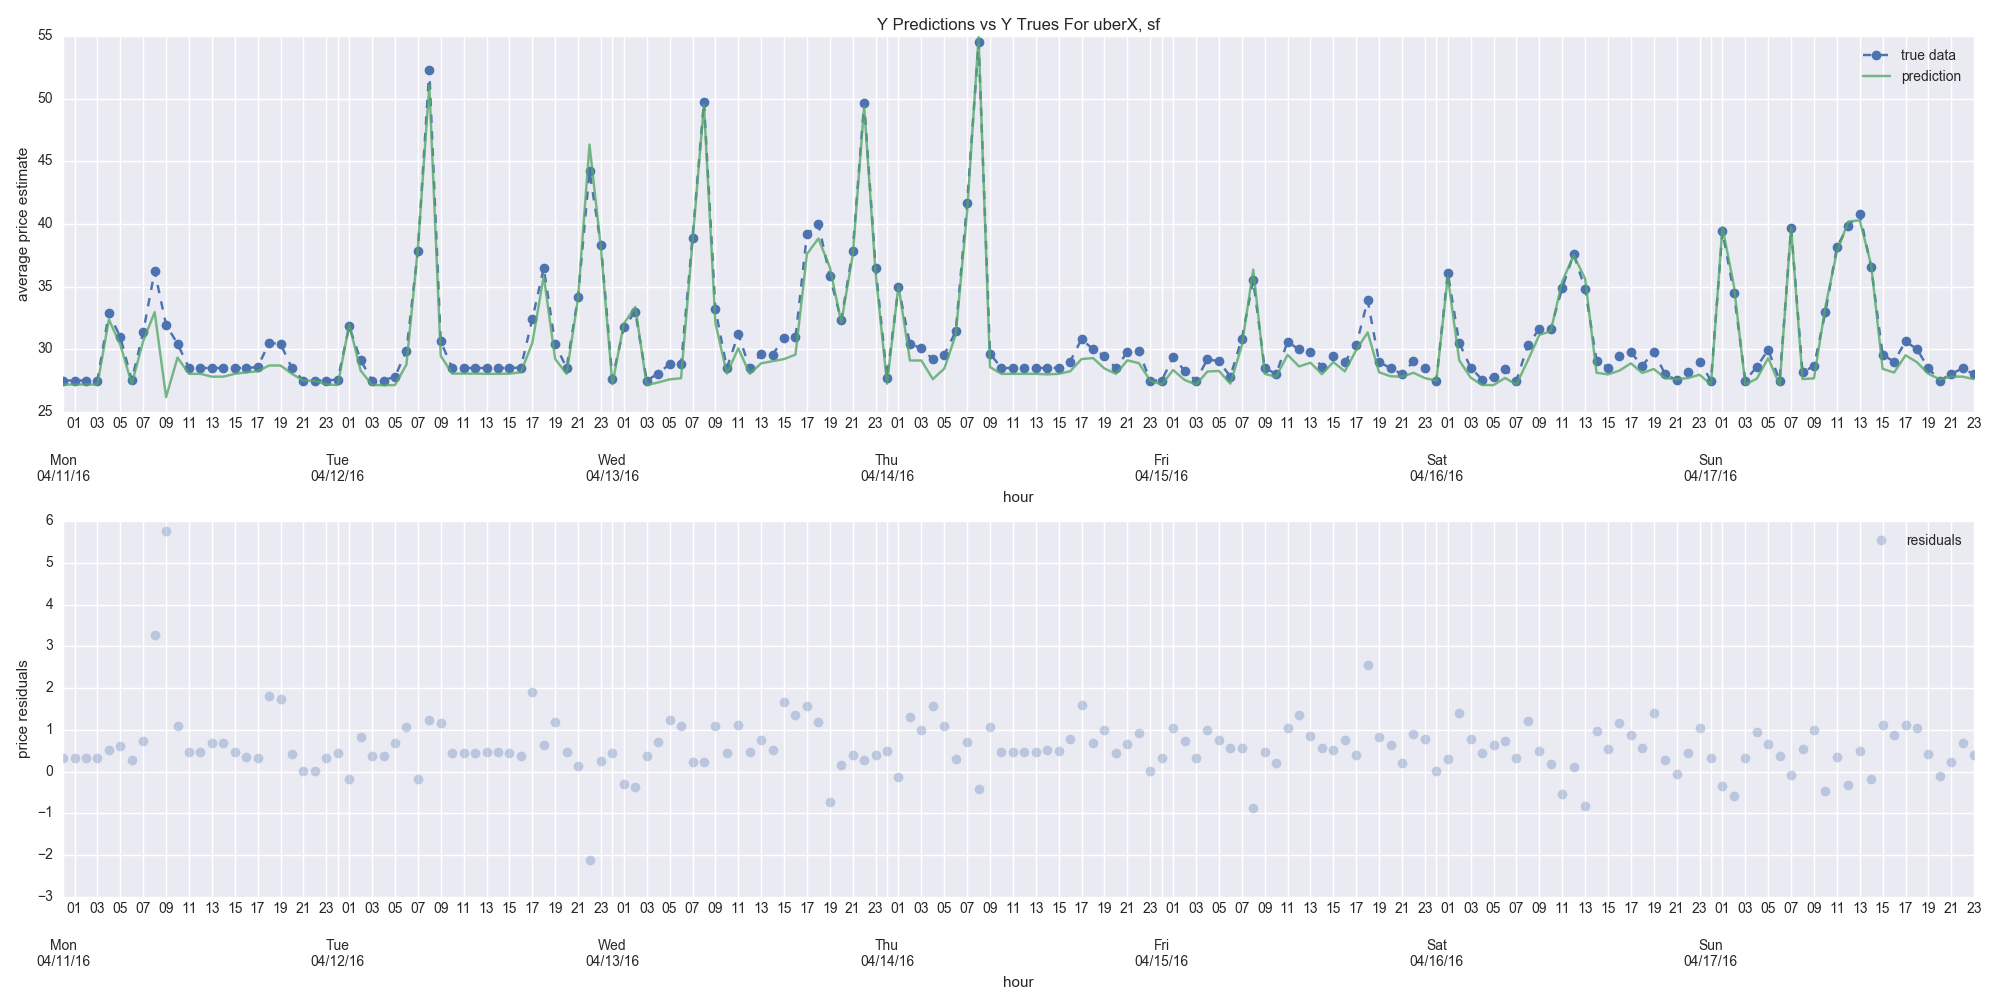 Y Predictions vs Y Trues For uberX, sf
55
50
45
40
35
30
25
average price estimate
true data
prediction
01 03 05 07 09 11 13 15 17 19 21 23 01 03 05 07 09 11 13 15 17 19 21 23 01 03 05 07 09 11 13 15 17 19 21 23 01 03 05 07 09 11 13 15 17 19 21 23 01 03 05 07 09 11 13 15 17 19 21 23 01 03 05 07 09 11 13 15 17 19 21 23 01 03 05 07 09 11 13 15 17 19 21 23
Mon Tue Wed Thu Fri Sat Sun
04/11/16 04/12/16 04/13/16 04/14/16 04/15/16 04/16/16 04/17/16
hour
6
5
4
3
2
1
0
−1
−2
−3
price residuals
residuals
01 03 05 07 09 11 13 15 17 19 21 23 01 03 05 07 09 11 13 15 17 19 21 23 01 03 05 07 09 11 13 15 17 19 21 23 01 03 05 07 09 11 13 15 17 19 21 23 01 03 05 07 09 11 13 15 17 19 21 23 01 03 05 07 09 11 13 15 17 19 21 23 01 03 05 07 09 11 13 15 17 19 21 23
Mon Tue Wed Thu Fri Sat Sun
04/11/16 04/12/16 04/13/16 04/14/16 04/15/16 04/16/16 04/17/16
hour